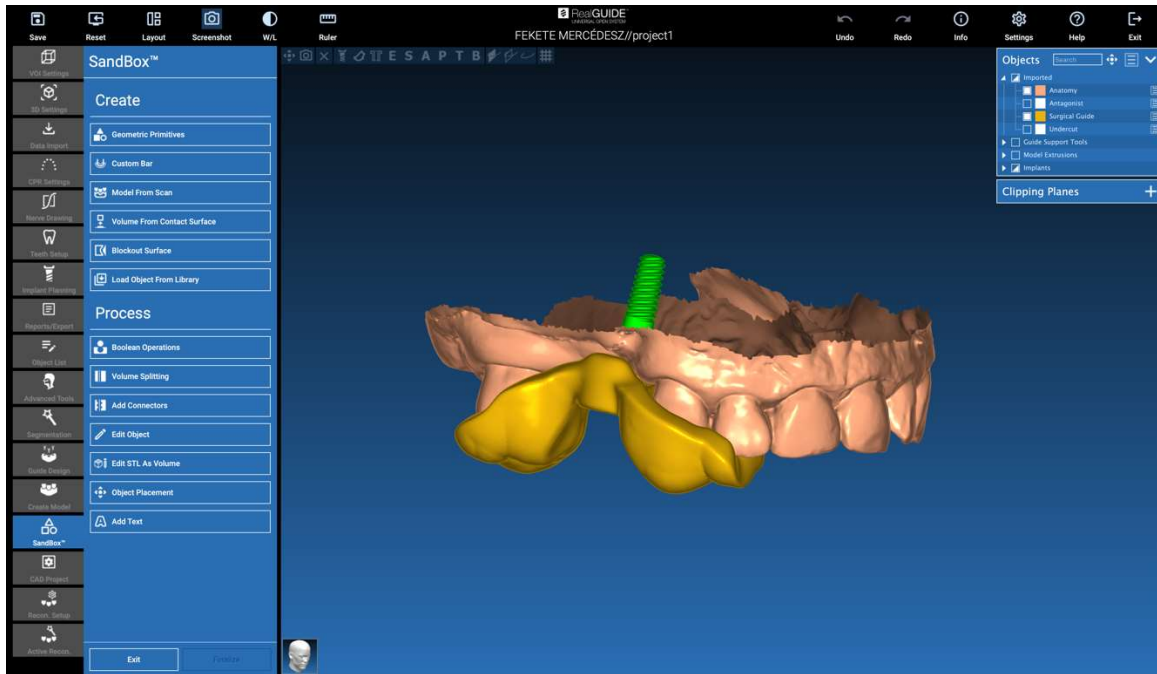 RealGUIDE
UNIVERSAL OPEN SYSTEM
Save Reset Layout Screenshot W/L Ruler
FEKETE MERCÉDESZ//project1
Undo Redo Info Settings Help Exit
VOI Settings
3D Settings
Data Import
CPR Settings
Nerve Drawing
Teeth Setup
Implant Planning
Reports/Export
Object List
Advanced Tools
Segmentation
Guide Design
Create Model
SandBox™
CAD Project
Reconn. Setup
Active Reconn.
SandBox™
Create
Geometric Primitives
Custom Bar
Model From Scan
Volume From Contact Surface
Blockout Surface
Load Object From Library
Process
Boolean Operations
Volume Splitting
Add Connectors
Edit Object
Edit STL As Volume
Object Placement
Add Text
Exit
E S A P T B
Objects
Search
Imported
Anatomy
Antagonist
Surgical Guide
Undercut
Guide Support Tools
Model Extrusions
Implants
Clipping Planes